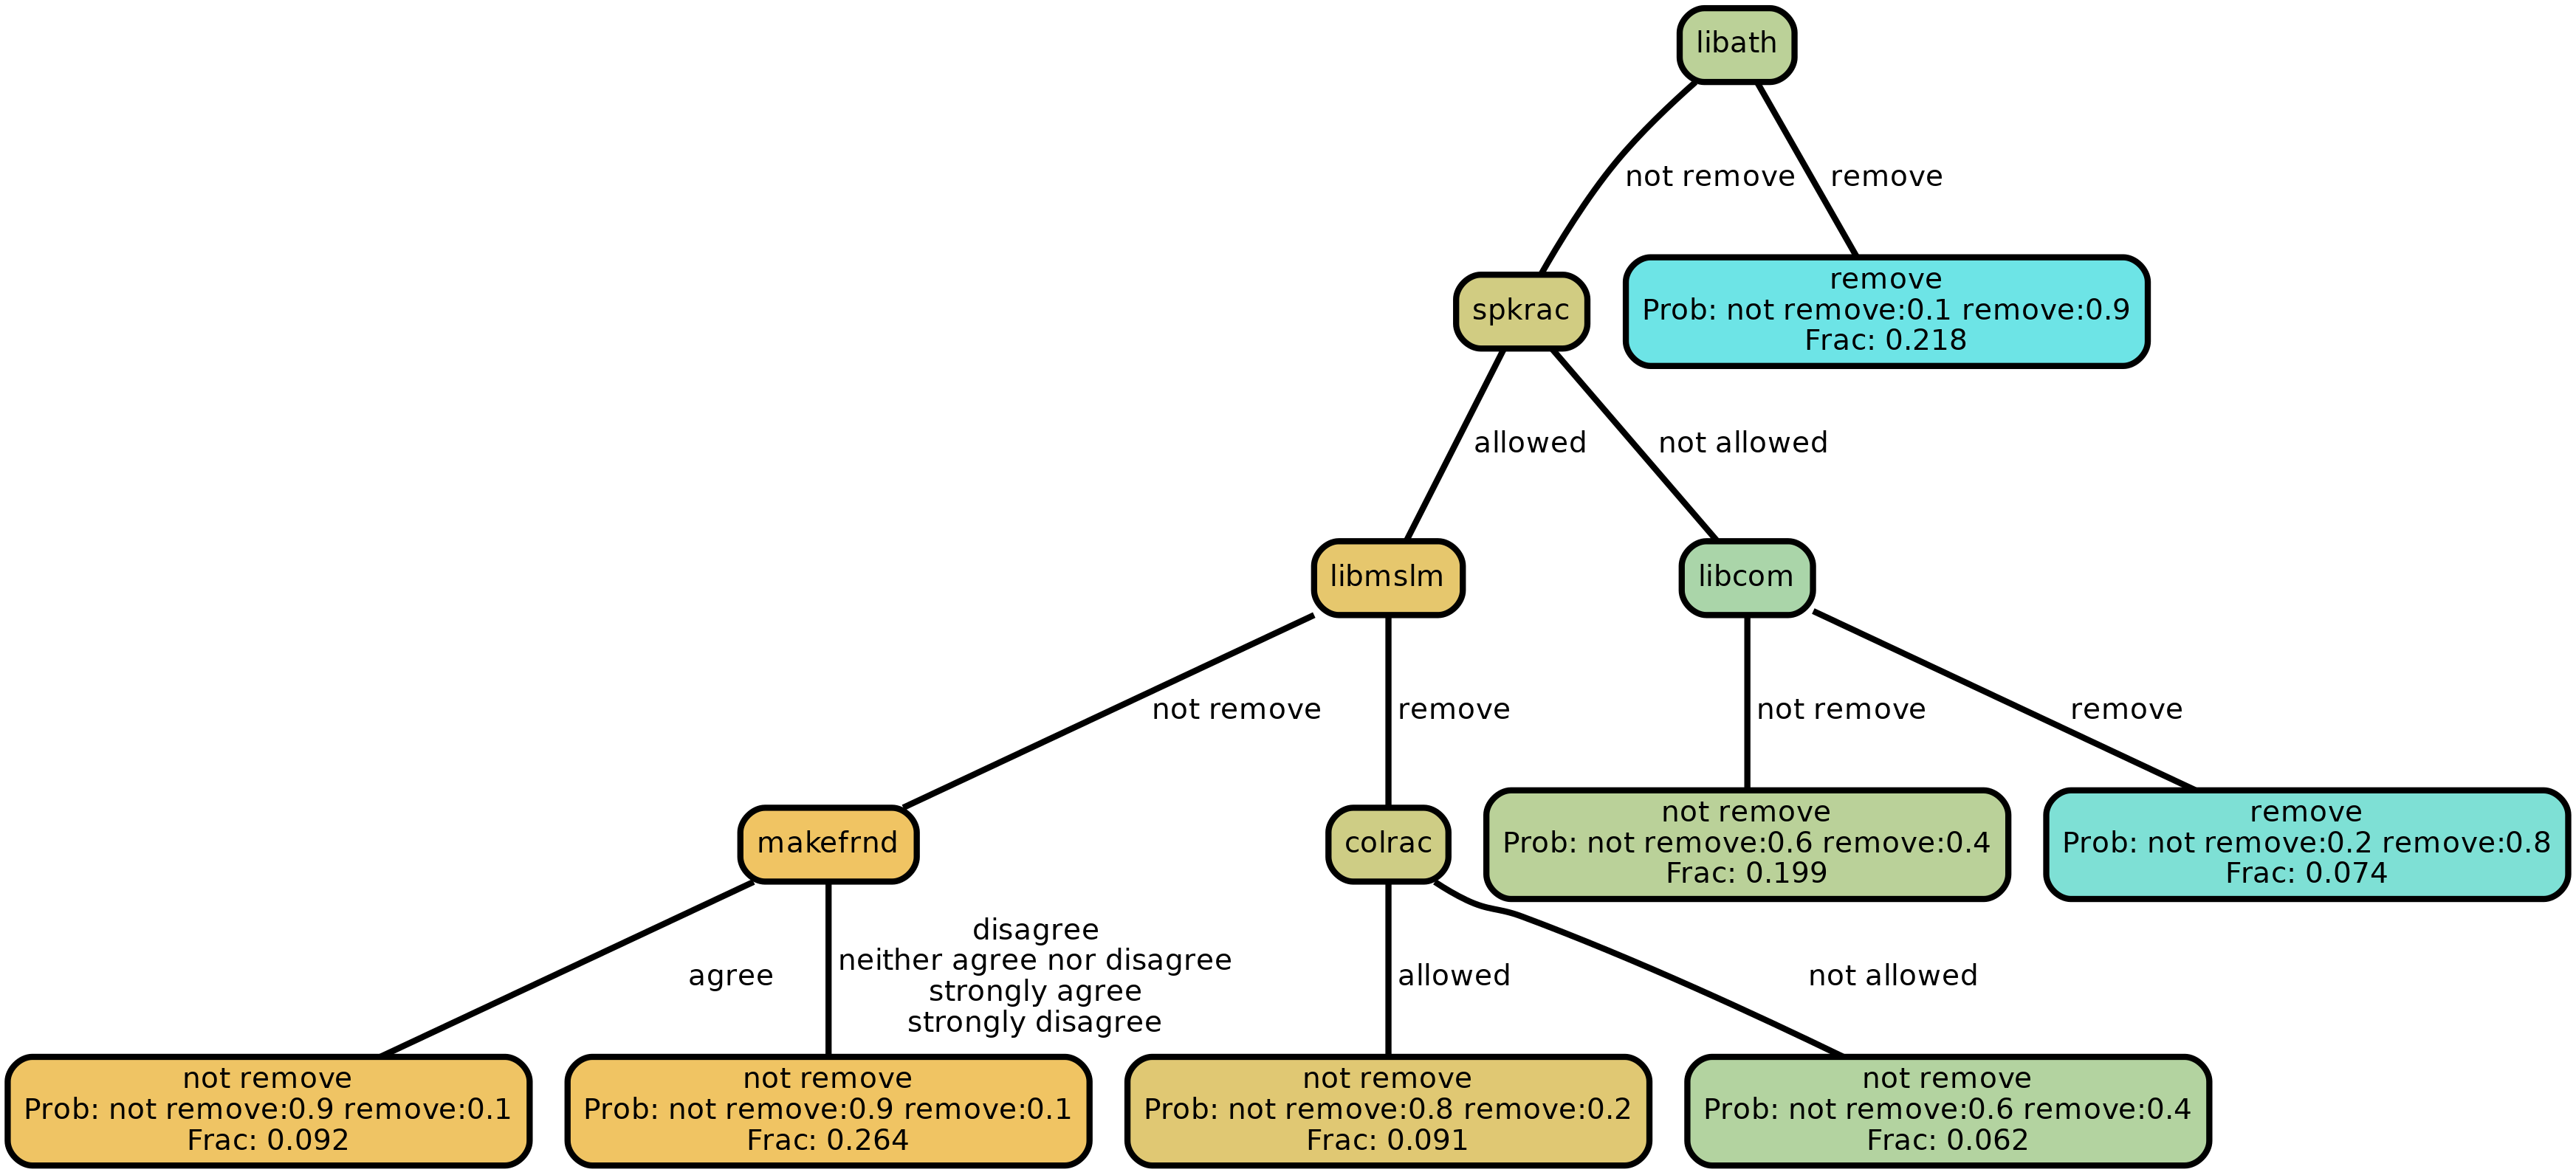 libath
not remove
remove
spkrac
remove
Prob: not remove:0.1 remove:0.9
Frac: 0.218
allowed
not allowed
libmslm
libcom
not remove
remove
not remove
remove
makefrnd
colrac
not remove
Prob: not remove:0.6 remove:0.4
Frac: 0.199
remove
Prob: not remove:0.2 remove:0.8
Frac: 0.074
agree
disagree
neither agree nor disagree
strongly agree
strongly disagree
allowed
not allowed
not remove
Prob: not remove:0.9 remove:0.1
Frac: 0.092
not remove
Prob: not remove:0.9 remove:0.1
Frac: 0.264
not remove
Prob: not remove:0.8 remove:0.2
Frac: 0.091
not remove
Prob: not remove:0.6 remove:0.4
Frac: 0.062